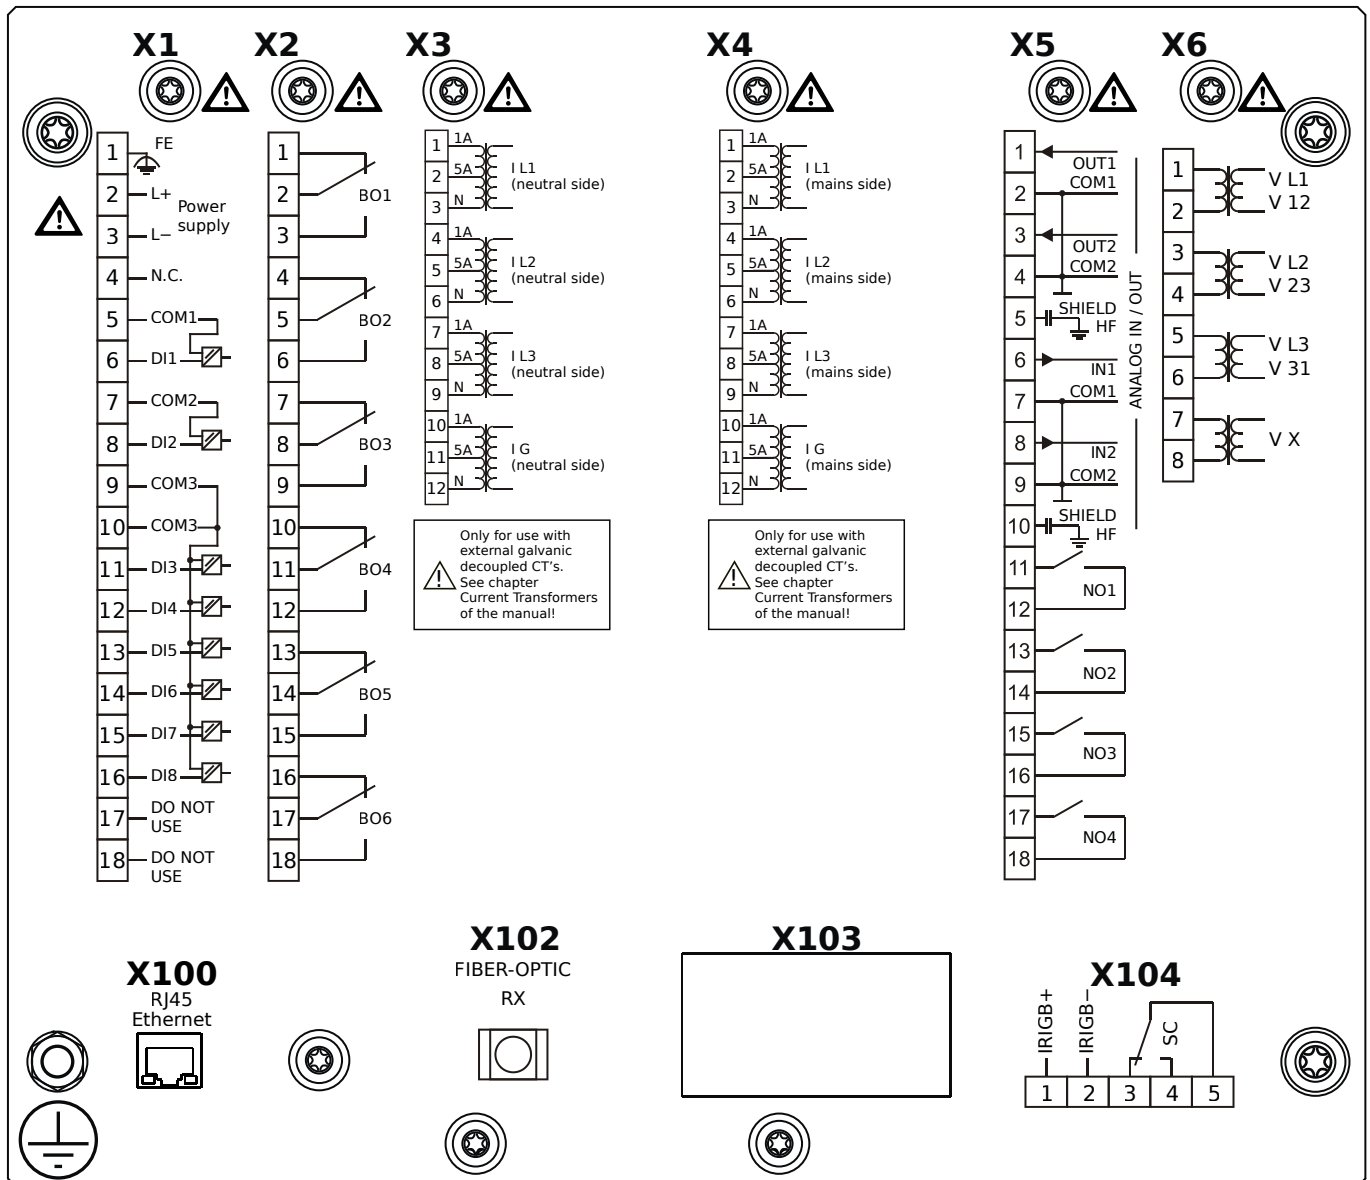 X1
1
FE
2
L+
Power
supply
3
L−
4
N.C.
5
COM1
6
DI1
7
COM2
8
DI2
9
COM3
10
COM3
11
DI3
12
DI4
13
DI5
14
DI6
15
DI7
16
DI8
17
DO NOT
USE
18
DO NOT
USE
X2
1
2
BO1
3
4
5
BO2
6
7
8
BO3
9
10
11
BO4
12
13
14
BO5
15
16
17
BO6
18
X3
1
1A
2
5A
I L1
(neutral side)
3
N
4
1A
5
5A
I L2
(neutral side)
6
N
7
1A
8
5A
I L3
(neutral side)
9
N
10
1A
11
5A
I G
(neutral side)
12
N
Only for use with
external galvanic
decoupled CT’s.
See chapter
Current Transformers
of the manual!
X4
1
1A
2
5A
I L1
(mains side)
3
N
4
1A
5
5A
I L2
(mains side)
6
N
7
1A
8
5A
I L3
(mains side)
9
N
10
1A
11
5A
I G
(mains side)
12
N
Only for use with
external galvanic
decoupled CT’s.
See chapter
Current Transformers
of the manual!
X5
1
OUT1
2
COM1
3
OUT2
4
COM2
5
SHIELD
HF
6
IN1
7
COM1
8
IN2
9
COM2
10
SHIELD
HF
ANALOG IN / OUT
11
NO1
12
13
NO2
14
15
NO3
16
17
NO4
18
X6
1
V L1
2
V 12
3
V L2
4
V 23
5
V L3
6
V 31
7
V X
8
X100
RJ45
Ethernet
X102
FIBER-OPTIC
RX
X103
X104
IRIGB+
IRIGB−
SC
1 2 3 4 5